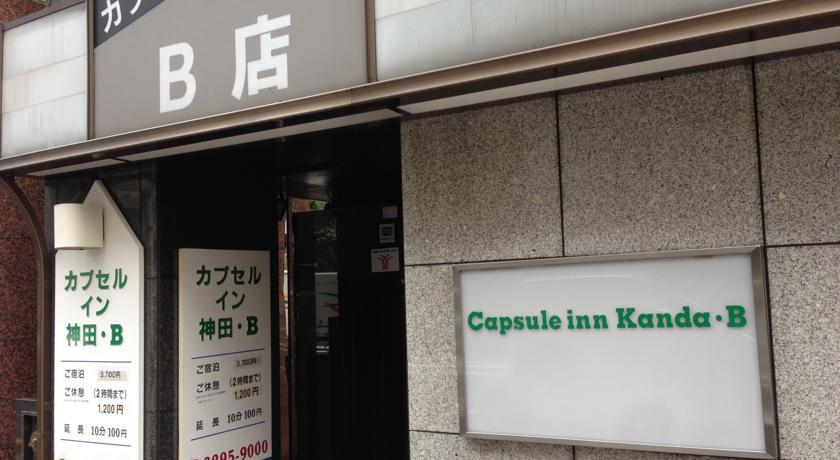 カプ
B 店
カプセル
イン
神田・B
ご宿泊 3,700円
ご休憩 (2時間まで)
1,200円
延長 10分100円
カプセル
イン
神田・B
ご宿泊 3,700円
ご休憩 (2時間まで)
1,200円
延長 10分100円
895-9000
Capsule inn Kanda・B